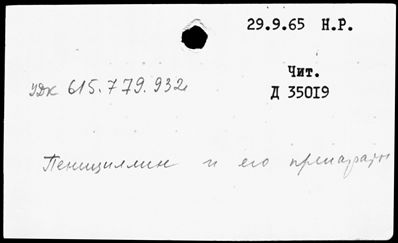 29.9.65 Н.Р.
УДК 615.779.932
Чит.
Д 35019
Пенициллин и его препараты